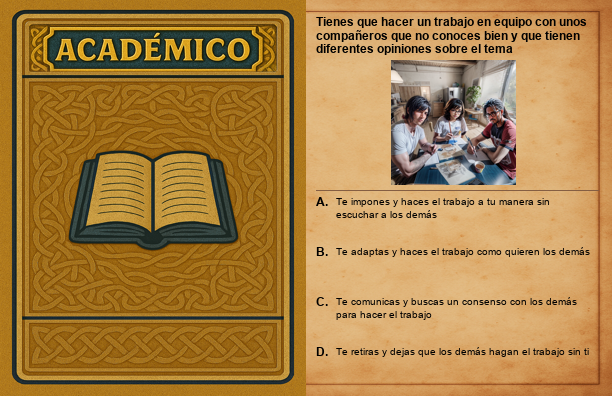 ACADÉMICO
Tienes que hacer un trabajo en equipo con unos
compañeros que no conoces bien y que tienen
diferentes opiniones sobre el tema
A. Te impones y haces el trabajo a tu manera sin
escuchar a los demás
B. Te adaptas y haces el trabajo como quieren los demás
C. Te comunicas y buscas un consenso con los demás
para hacer el trabajo
D. Te retiras y dejas que los demás hagan el trabajo sin ti